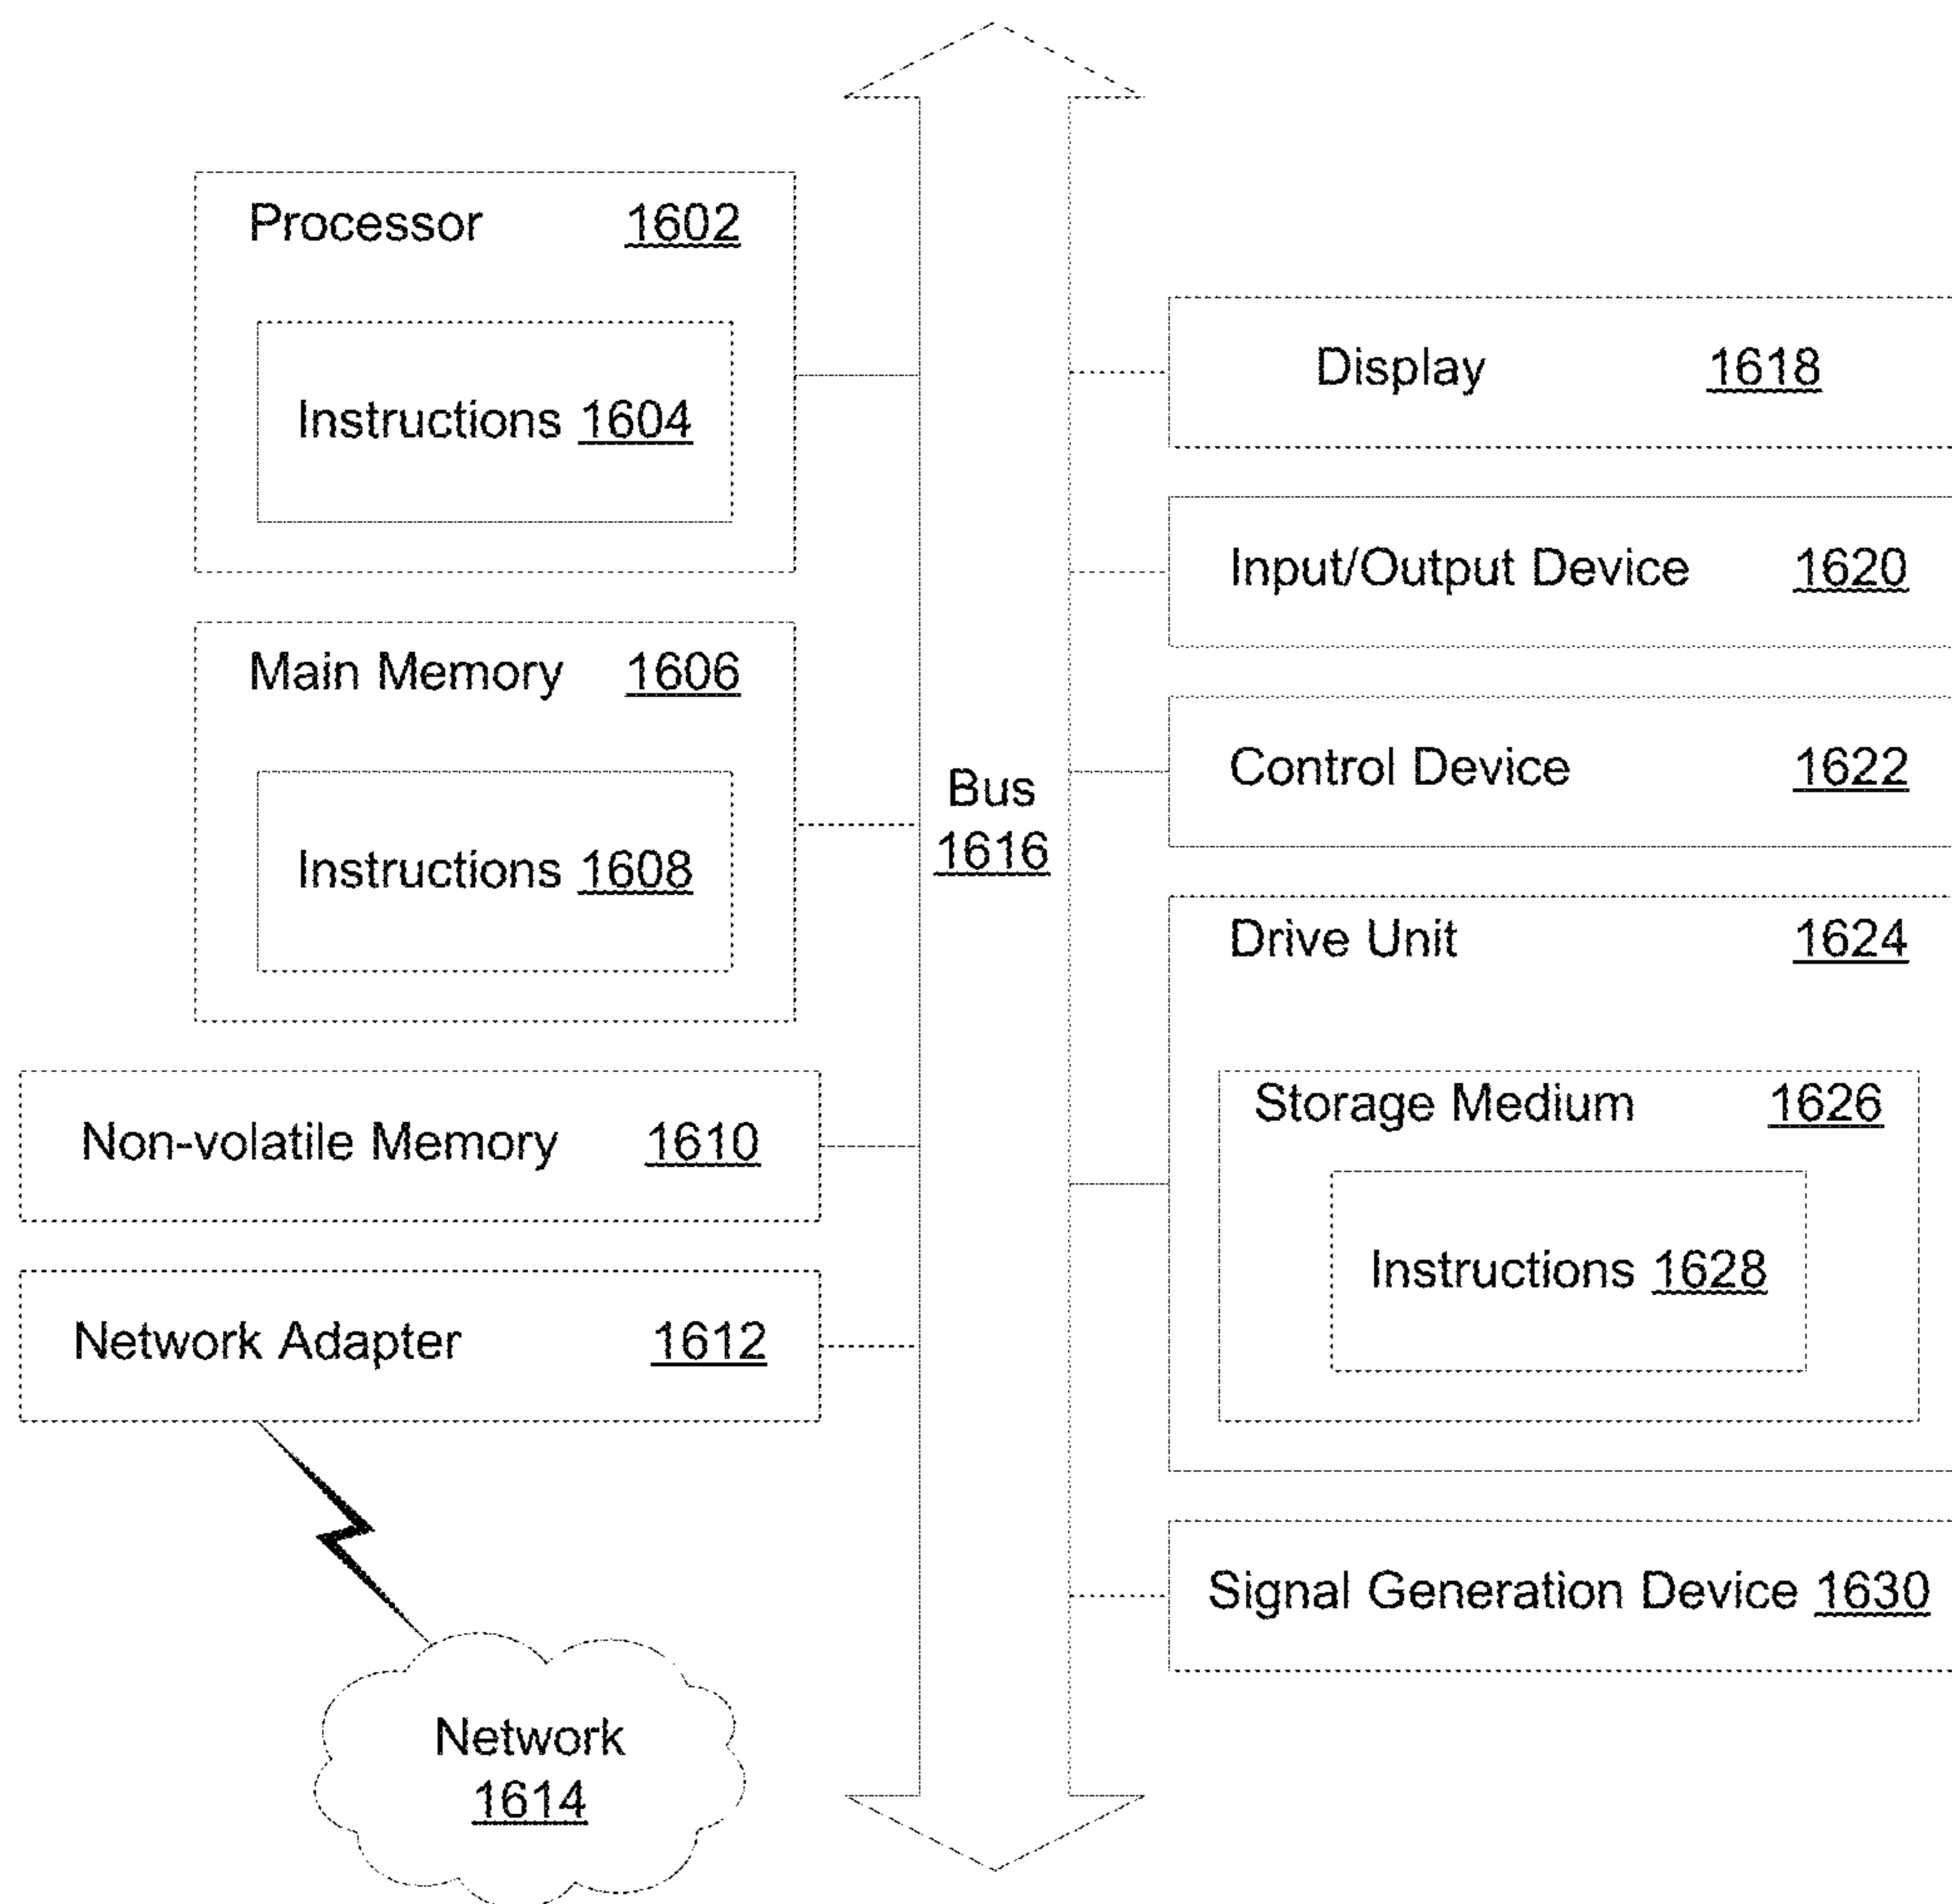 Processor 1602
Instructions 1604
Main Memory 1606
Instructions 1608
Non-volatile Memory 1610
Network Adapter 1612
Network
1614
Bus
1616
Display 1618
Input/Output Device 1620
Control Device 1622
Drive Unit 1624
Storage Medium 1626
Instructions 1628
Signal Generation Device 1630